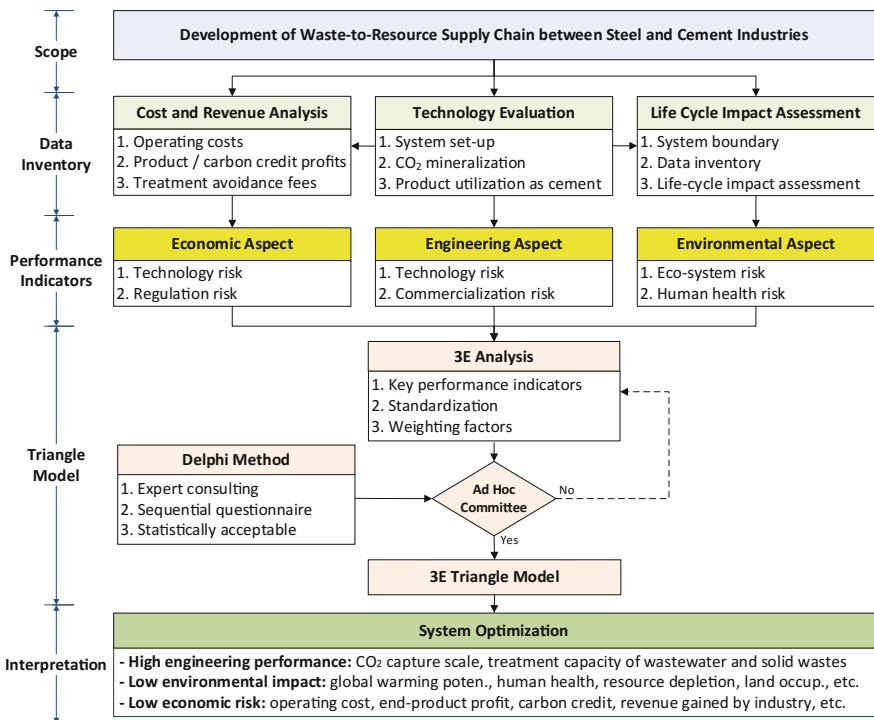 Development of Waste-to-Resource Supply Chain between Steel and Cement Industries
Scope
Cost and Revenue Analysis
1. Operating costs
2. Product / carbon credit profits
3. Treatment avoidance fees
Technology Evaluation
1. System set-up
2. CO₂ mineralization
3. Product utilization as cement
Life Cycle Impact Assessment
1. System boundary
2. Data inventory
3. Life-cycle impact assessment
Data
Inventory
Economic Aspect
1. Technology risk
2. Regulation risk
Engineering Aspect
1. Technology risk
2. Commercialization risk
Environmental Aspect
1. Eco-system risk
2. Human health risk
Performance
Indicators
3E Analysis
1. Key performance indicators
2. Standardization
3. Weighting factors
Triangle
Model
Delphi Method
1. Expert consulting
2. Sequential questionnaire
3. Statistically acceptable
Ad Hoc
Committee
No
Yes
3E Triangle Model
System Optimization
Interpretation
- High engineering performance: CO₂ capture scale, treatment capacity of wastewater and solid wastes
- Low environmental impact: global warming poten., human health, resource depletion, land occup., etc.
- Low economic risk: operating cost, end-product profit, carbon credit, revenue gained by industry, etc.